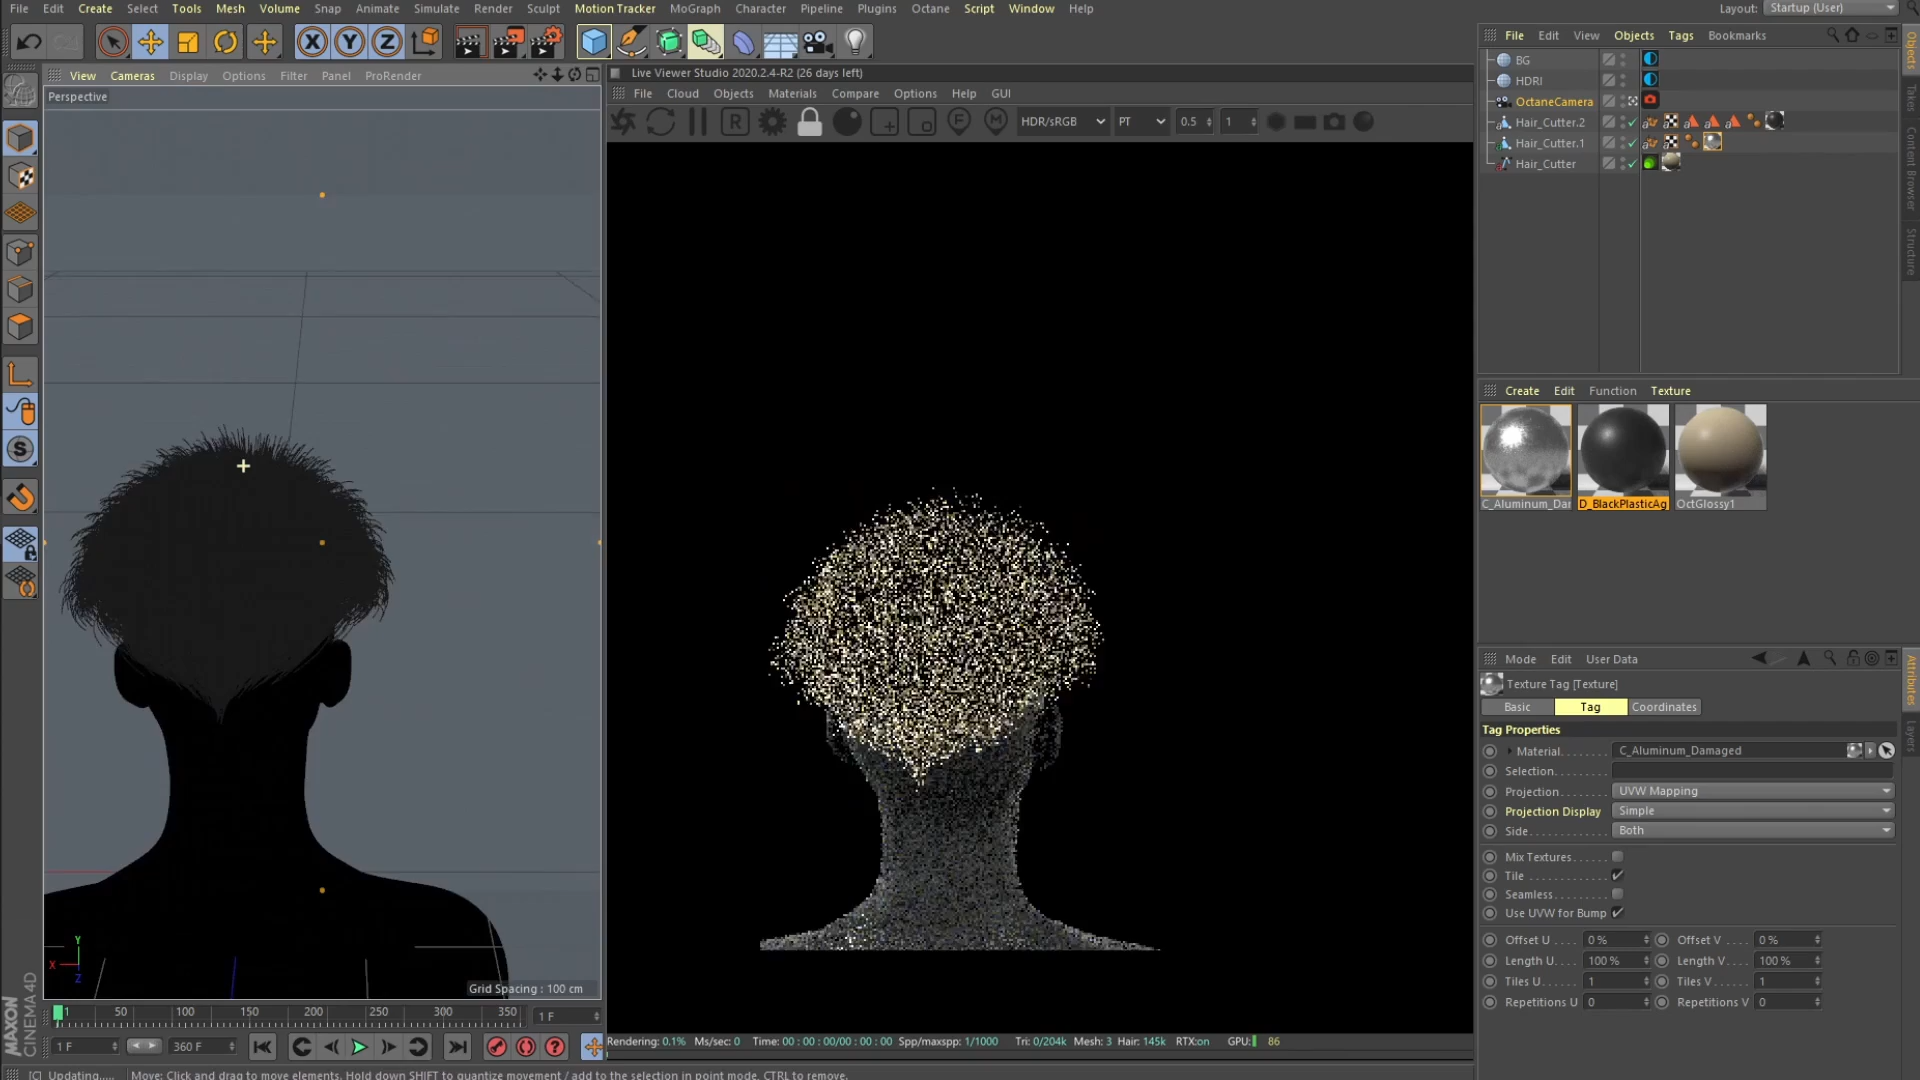 File Edit Create Select Tools Mesh Volume Snap Animate Simulate Render Sculpt Motion Tracker MoGraph Character Pipeline Plugins Octane Script Window Help
Layout: Startup (User)
X Y Z
File Edit View Objects Tags Bookmarks
View Cameras Display Options Filter Panel ProRender
Live Viewer Studio 2020.2.4-R2 (26 days left)
File Cloud Objects Materials Compare Options Help GUI
Perspective
R F M HDR/sRGB PT 0.5 1
BG
HDRI
OctaneCamera
Hair_Cutter.2
Hair_Cutter.1
Hair_Cutter
Objects
Takes
Content Browser
Structure
Create Edit Function Texture
C_Aluminum_Dar D_BlackPlasticAg OctGlossy1
Mode Edit User Data
Texture Tag [Texture]
Basic Tag Coordinates
Tag Properties
Material C_Aluminum_Damaged
Selection
Projection UVW Mapping
Projection Display Simple
Side Both
Mix Textures
Tile
Seamless
Use UVW for Bump
Offset U 0 % Offset V 0 %
Length U 100 % Length V 100 %
Tiles U 1 Tiles V 1
Repetitions U 0 Repetitions V 0
Attributes
Layers
S
Y
X
Z
Grid Spacing : 100 cm
1 50 100 150 200 250 300 350 1 F
1 F 360 F
Rendering: 0.1% Ms/sec: 0 Time: 00 : 00 : 00/00 : 00 : 00 Spp/maxspp: 1/1000 Tri: 0/204k Mesh: 3 Hair: 145k RTX:on GPU: 86
MAXON
CINEMA 4D
[C] Updating..... Move: Click and drag to move elements. Hold down SHIFT to quantize movement / add to the selection in point mode, CTRL to remove.